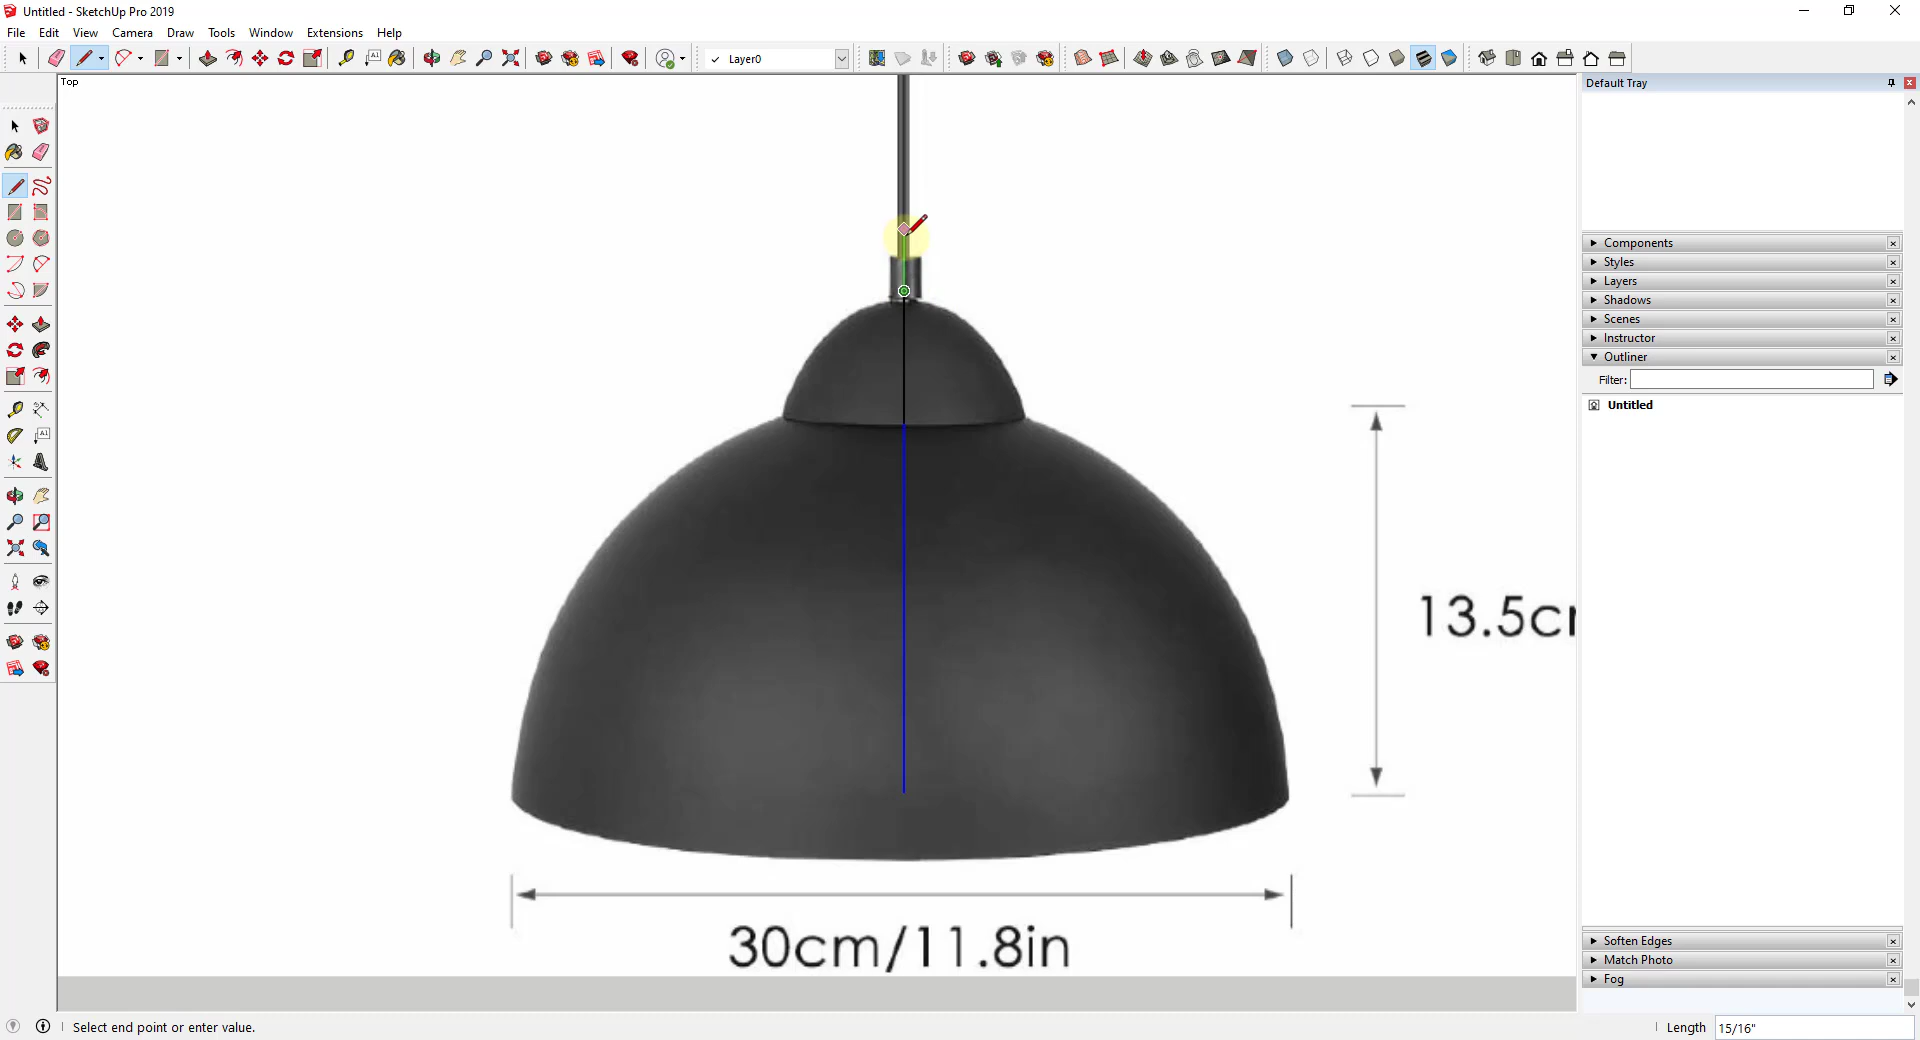 Untitled - SketchUp Pro 2019
File Edit View Camera Draw Tools Window Extensions Help
Layer0
Top
Default Tray
Components
Styles
Layers
Shadows
Scenes
Instructor
Outliner
Filter:
Untitled
13.5c
30cm/11.8in
Soften Edges
Match Photo
Fog
Select end point or enter value.
Length 15/16"